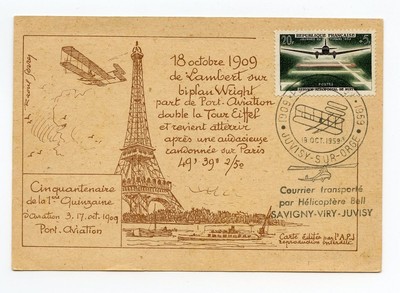 18 octobre 1909
de Lambert sur
biplan Wright
part de Port-Aviation
double la Tour Eiffel
et revient atterrir
après une audacieuse
randonnée sur Paris
49' 39" 2/5e
Cinquantenaire
de la 1ère Quinzaine
d'Aviation 3, 17, oct. 1909
Port-Aviation
Carte éditée par l'A.P.J
reproduction interdite
20F
+5F
REPUBLIQUE FRANÇAISE
POSTES
1909
1959
18 OCT. 1959
JUVISY-SUR-ORGE
Courrier transporté
par Hélicoptère Bell
SAVIGNY-VIRY-JUVISY